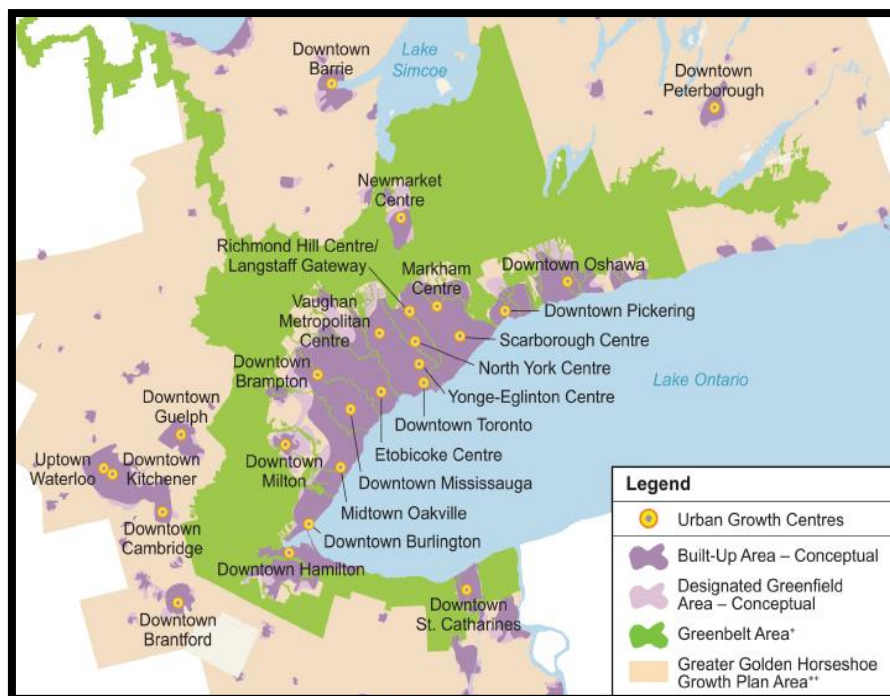 Downtown
Barrie
Lake
Simcoe
Downtown
Peterborough
Newmarket
Centre
Richmond Hill Centre/
Langstaff Gateway
Markham
Centre
Downtown Oshawa
Vaughan
Metropolitan
Centre
Downtown Pickering
Scarborough Centre
North York Centre
Downtown
Brampton
Lake Ontario
Yonge-Eglinton Centre
Downtown
Guelph
Downtown Toronto
Etobicoke Centre
Uptown
Waterloo
Downtown
Kitchener
Downtown
Milton
Downtown Mississauga
Midtown Oakville
Downtown
Cambridge
Downtown Burlington
Downtown Hamilton
Downtown
Brantford
Downtown
St. Catharines
Legend
Urban Growth Centres
Built-Up Area – Conceptual
Designated Greenfield
Area – Conceptual
Greenbelt Area⁺
Greater Golden Horseshoe
Growth Plan Area⁺⁺